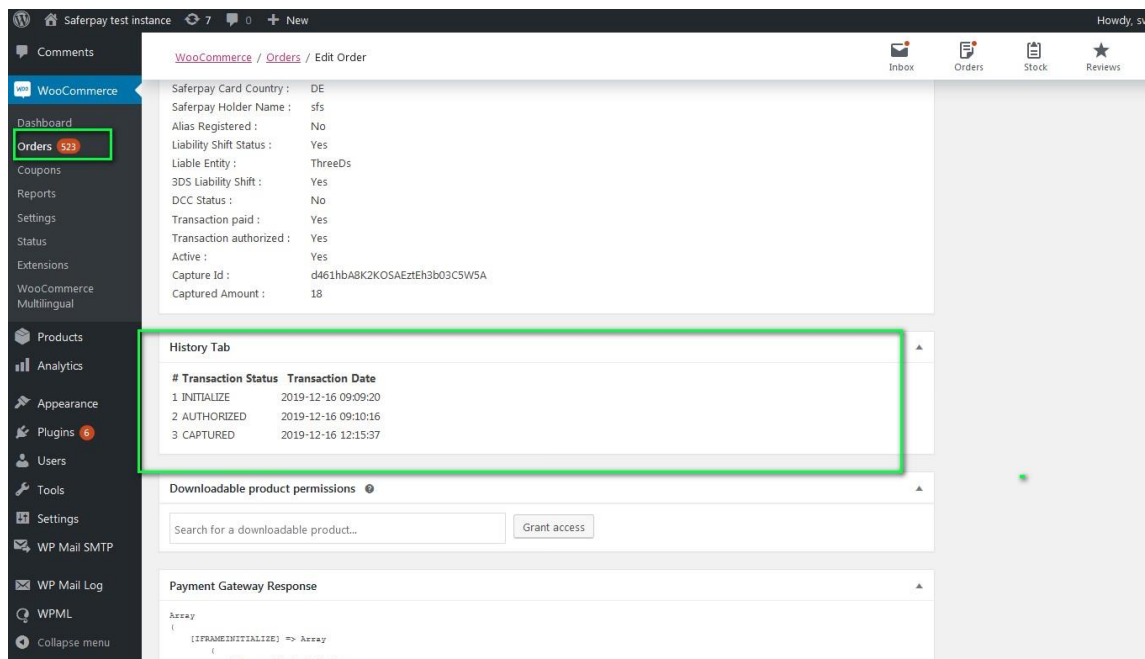 Saferpay test instance 7 0 + New
Howdy, sv
Comments
WooCommerce
Dashboard
Orders 523
Coupons
Reports
Settings
Status
Extensions
WooCommerce
Multilingual
Products
Analytics
Appearance
Plugins 6
Users
Tools
Settings
WP Mail SMTP
WP Mail Log
WPML
Collapse menu
WooCommerce / Orders / Edit Order
Inbox
Orders
Stock
Reviews
Saferpay Card Country : DE
Saferpay Holder Name : sfs
Alias Registered : No
Liability Shift Status : Yes
Liable Entity : ThreeDs
3DS Liability Shift : Yes
DCC Status : No
Transaction paid : Yes
Transaction authorized : Yes
Active : Yes
Capture Id : d461hbA8K2KOSAEztEh3b03C5W5A
Captured Amount : 18
History Tab
# Transaction Status Transaction Date
1 INITIALIZE 2019-12-16 09:09:20
2 AUTHORIZED 2019-12-16 09:10:16
3 CAPTURED 2019-12-16 12:15:37
Downloadable product permissions
Search for a downloadable product...
Grant access
Payment Gateway Response
Array
(
[IFRAMEINITIALIZE] => Array
(